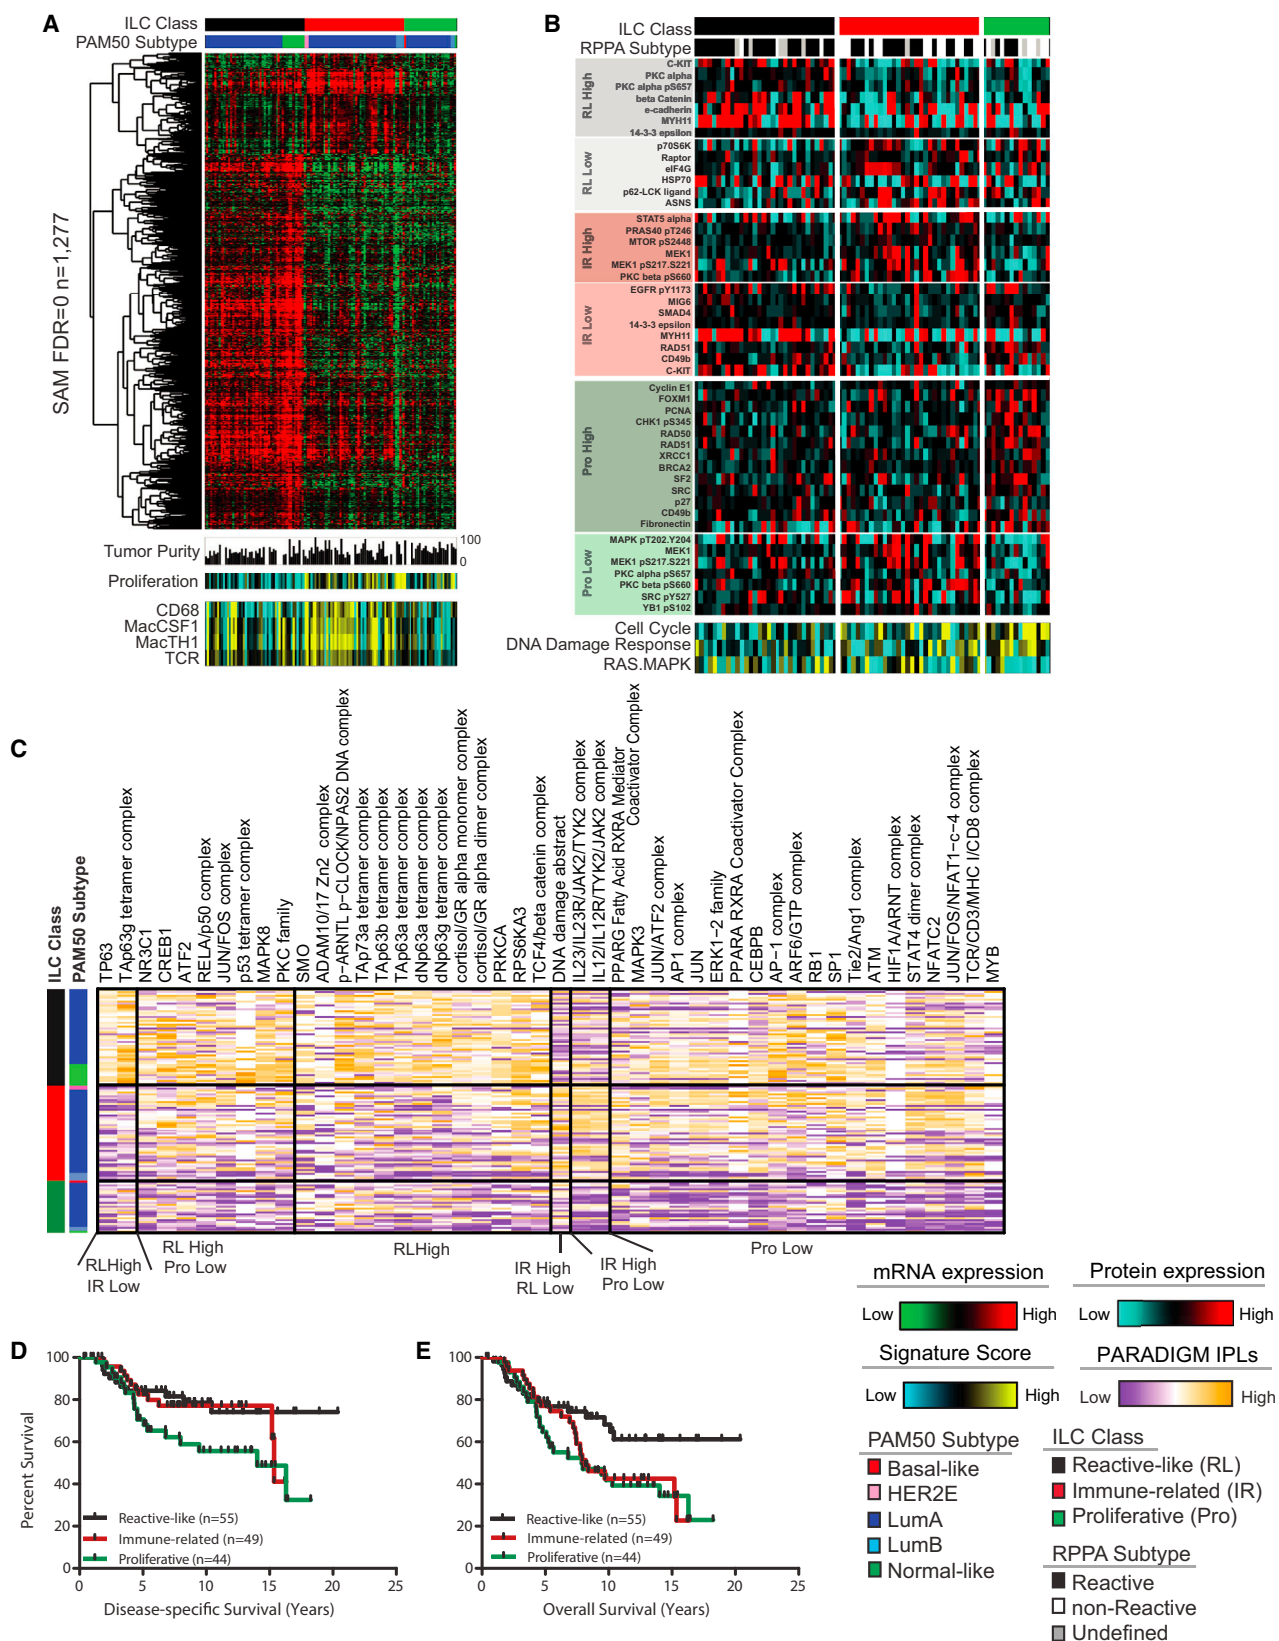 A
ILC Class
PAM50 Subtype
SAM FDR=0 n=1,277
Tumor Purity
100
0
Proliferation
CD68
MacCSF1
MacTH1
TCR
B
ILC Class
RPPA Subtype
RL High
C-KIT
PKC alpha
PKC alpha pS657
beta Catenin
e-cadherin
MYH11
14-3-3 epsilon
RL Low
p70S6K
Raptor
eIF4G
HSP70
p62-LCK ligand
ASNS
IR High
STAT5 alpha
PRAS40 pT246
MTOR pS2448
MEK1
MEK1 pS217.S221
PKC beta pS660
IR Low
EGFR pY1173
MIG6
SMAD4
14-3-3 epsilon
MYH11
RAD51
CD49b
C-KIT
Pro High
Cyclin E1
FOXM1
PCNA
CHK1 pS345
RAD50
RAD51
XRCC1
BRCA2
SF2
SRC
p27
CD49b
Fibronectin
Pro Low
MAPK pT202.Y204
MEK1
MEK1 pS217.S221
PKC alpha pS657
PKC beta pS660
SRC pY527
YB1 pS102
Cell Cycle
DNA Damage Response
RAS.MAPK
C
ILC Class
PAM50 Subtype
TP63
TAp63g tetramer complex
NR3C1
CREB1
ATF2
RELA/p50 complex
JUN/FOS complex
p53 tetramer complex
MAPK8
PKC family
SMO
ADAM10/17 Zn2 complex
p-ARNTL p-CLOCK/NPAS2 DNA complex
TAp73a tetramer complex
TAp63b tetramer complex
TAp63a tetramer complex
dNp63a tetramer complex
dNp63g tetramer complex
cortisol/GR alpha monomer complex
cortisol/GR alpha dimer complex
PRKCA
RPS6KA3
TCF4/beta catenin complex
DNA damage abstract
IL23/IL23R/JAK2/TYK2 complex
IL12/IL12R/TYK2/JAK2 complex
PPARG Fatty Acid RXRA Mediator
Coactivator Complex
MAPK3
JUN/ATF2 complex
AP1 complex
JUN
ERK1-2 family
PPARA RXRA Coactivator Complex
CEBPB
AP-1 complex
ARF6/GTP complex
RB1
SP1
Tie2/Ang1 complex
ATM
HIF1A/ARNT complex
STAT4 dimer complex
NFATC2
JUN/FOS/NFAT1-c-4 complex
TCR/CD3/MHC I/CD8 complex
MYB
RLHigh
IR Low
RL High
Pro Low
RLHigh
IR High
RL Low
IR High
Pro Low
Pro Low
mRNA expression
Low
High
Protein expression
Low
High
Signature Score
Low
High
PARADIGM IPLs
Low
High
PAM50 Subtype
Basal-like
HER2E
LumA
LumB
Normal-like
ILC Class
Reactive-like (RL)
Immune-related (IR)
Proliferative (Pro)
RPPA Subtype
Reactive
non-Reactive
Undefined
D
Percent Survival
100
80
60
40
20
0
Reactive-like (n=55)
Immune-related (n=49)
Proliferative (n=44)
0 5 10 15 20 25
Disease-specific Survival (Years)
E
100
80
60
40
20
0
Reactive-like (n=55)
Immune-related (n=49)
Proliferative (n=44)
0 5 10 15 20 25
Overall Survival (Years)